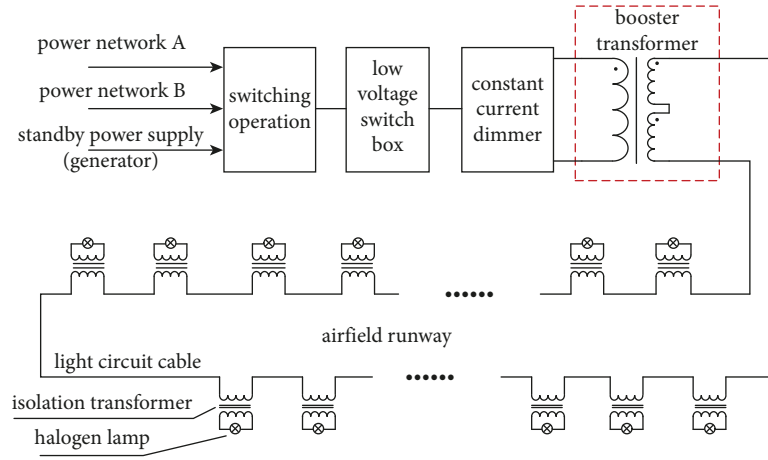 power network A
power network B
standby power supply
(generator)
switching
operation
low
voltage
switch
box
constant
current
dimmer
booster
transformer
airfield runway
light circuit cable
isolation transformer
halogen lamp